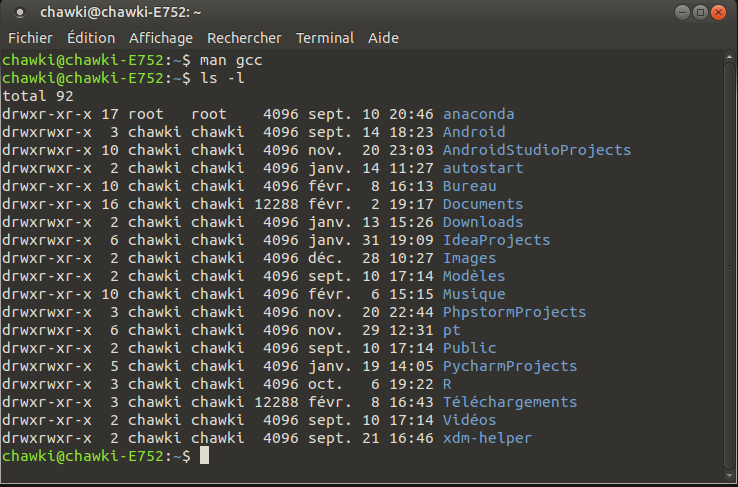 chawki@chawki-E752: ~
Fichier Édition Affichage Rechercher Terminal Aide
chawki@chawki-E752:~$ man gcc
chawki@chawki-E752:~$ ls -l
total 92
drwxr-xr-x 17 root   root    4096 sept. 10 20:46 anaconda
drwxrwxr-x  3 chawki chawki  4096 sept. 14 18:23 Android
drwxrwxr-x 10 chawki chawki  4096 nov.  20 23:03 AndroidStudioProjects
drwxrwxr-x  2 chawki chawki  4096 janv. 14 11:27 autostart
drwxr-xr-x 10 chawki chawki  4096 févr.  8 16:13 Bureau
drwxr-xr-x 16 chawki chawki 12288 févr.  2 19:17 Documents
drwxrwxr-x  2 chawki chawki  4096 janv. 13 15:26 Downloads
drwxrwxr-x  6 chawki chawki  4096 janv. 31 19:09 IdeaProjects
drwxr-xr-x  2 chawki chawki  4096 déc.  28 10:27 Images
drwxr-xr-x  2 chawki chawki  4096 sept. 10 17:14 Modèles
drwxr-xr-x 10 chawki chawki  4096 févr.  6 15:15 Musique
drwxrwxr-x  3 chawki chawki  4096 nov.  20 22:44 PhpstormProjects
drwxrwxr-x  6 chawki chawki  4096 nov.  29 12:31 pt
drwxr-xr-x  2 chawki chawki  4096 sept. 10 17:14 Public
drwxrwxr-x  5 chawki chawki  4096 janv. 19 14:05 PycharmProjects
drwxrwxr-x  3 chawki chawki  4096 oct.   6 19:22 R
drwxr-xr-x  3 chawki chawki 12288 févr.  8 16:43 Téléchargements
drwxr-xr-x  2 chawki chawki  4096 sept. 10 17:14 Vidéos
drwxrwxr-x  2 chawki chawki  4096 sept. 21 16:46 xdm-helper
chawki@chawki-E752:~$